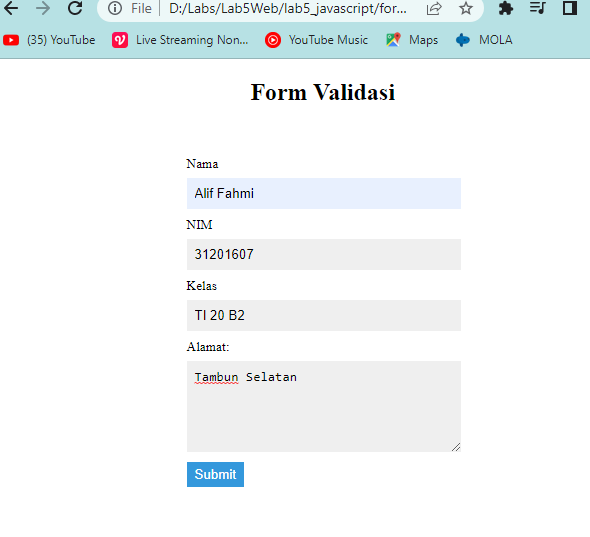 File D:/Labs/Lab5Web/lab5_javascript/for...
(35) YouTube Live Streaming Non... YouTube Music Maps MOLA
Form Validasi
Nama
Alif Fahmi
NIM
31201607
Kelas
TI 20 B2
Alamat:
Tambun Selatan
Submit